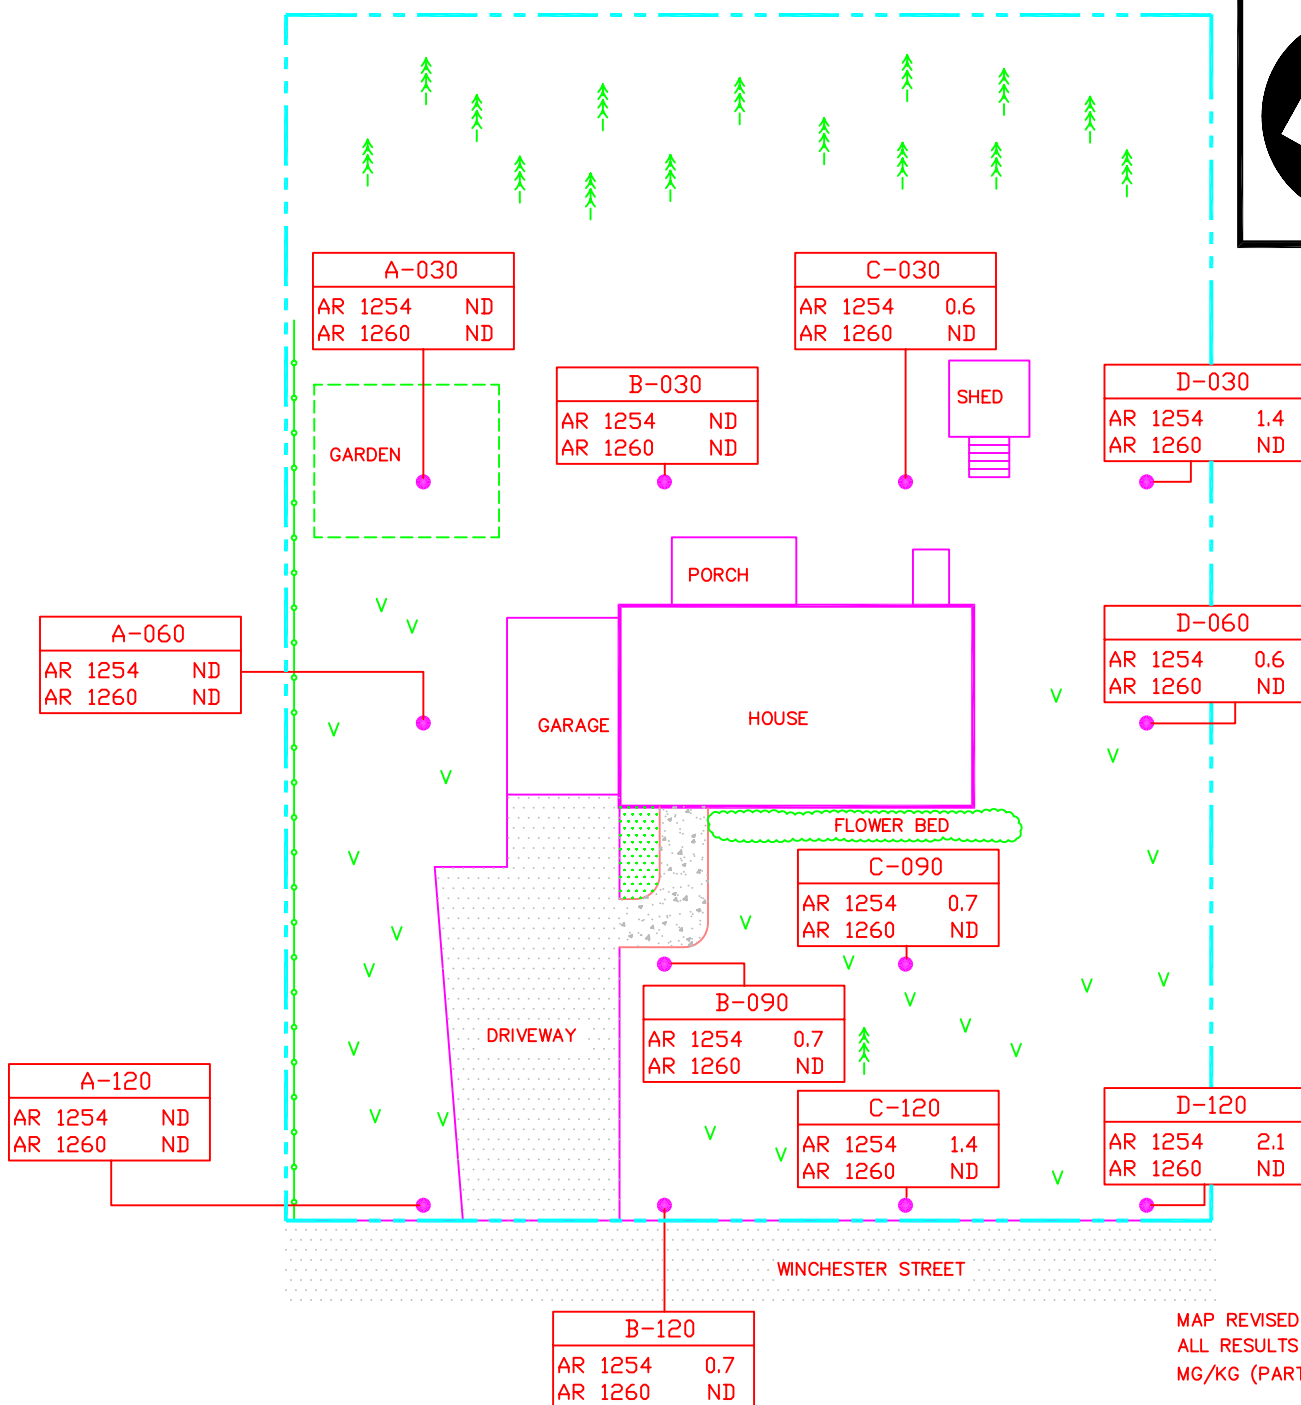 A-030
AR 1254 ND
AR 1260 ND
C-030
AR 1254 0.6
AR 1260 ND
B-030
AR 1254 ND
AR 1260 ND
SHED
D-030
AR 1254 1.4
AR 1260 ND
GARDEN
PORCH
A-060
AR 1254 ND
AR 1260 ND
D-060
AR 1254 0.6
AR 1260 ND
GARAGE
HOUSE
FLOWER BED
C-090
AR 1254 0.7
AR 1260 ND
B-090
AR 1254 0.7
AR 1260 ND
DRIVEWAY
A-120
AR 1254 ND
AR 1260 ND
C-120
AR 1254 1.4
AR 1260 ND
D-120
AR 1254 2.1
AR 1260 ND
WINCHESTER STREET
B-120
AR 1254 0.7
AR 1260 ND
MAP REVISED
ALL RESULTS
MG/KG (PART